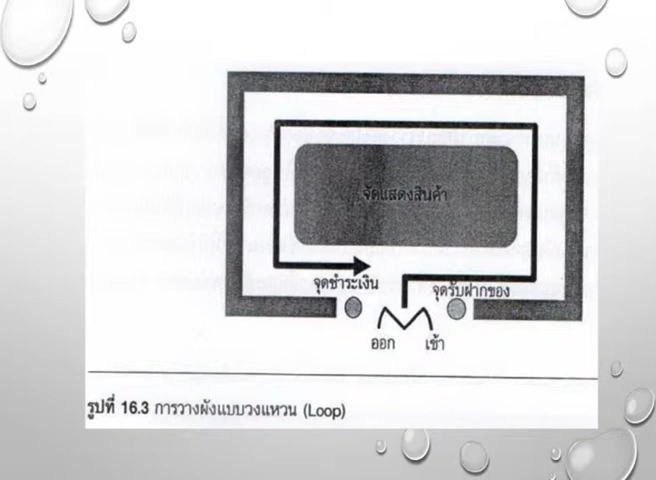 จัดแสดงสินค้า
จุดชำระเงิน
จุดรับฝากของ
ออก
เข้า
รูปที่ 16.3 การวางผังแบบวงแหวน (Loop)